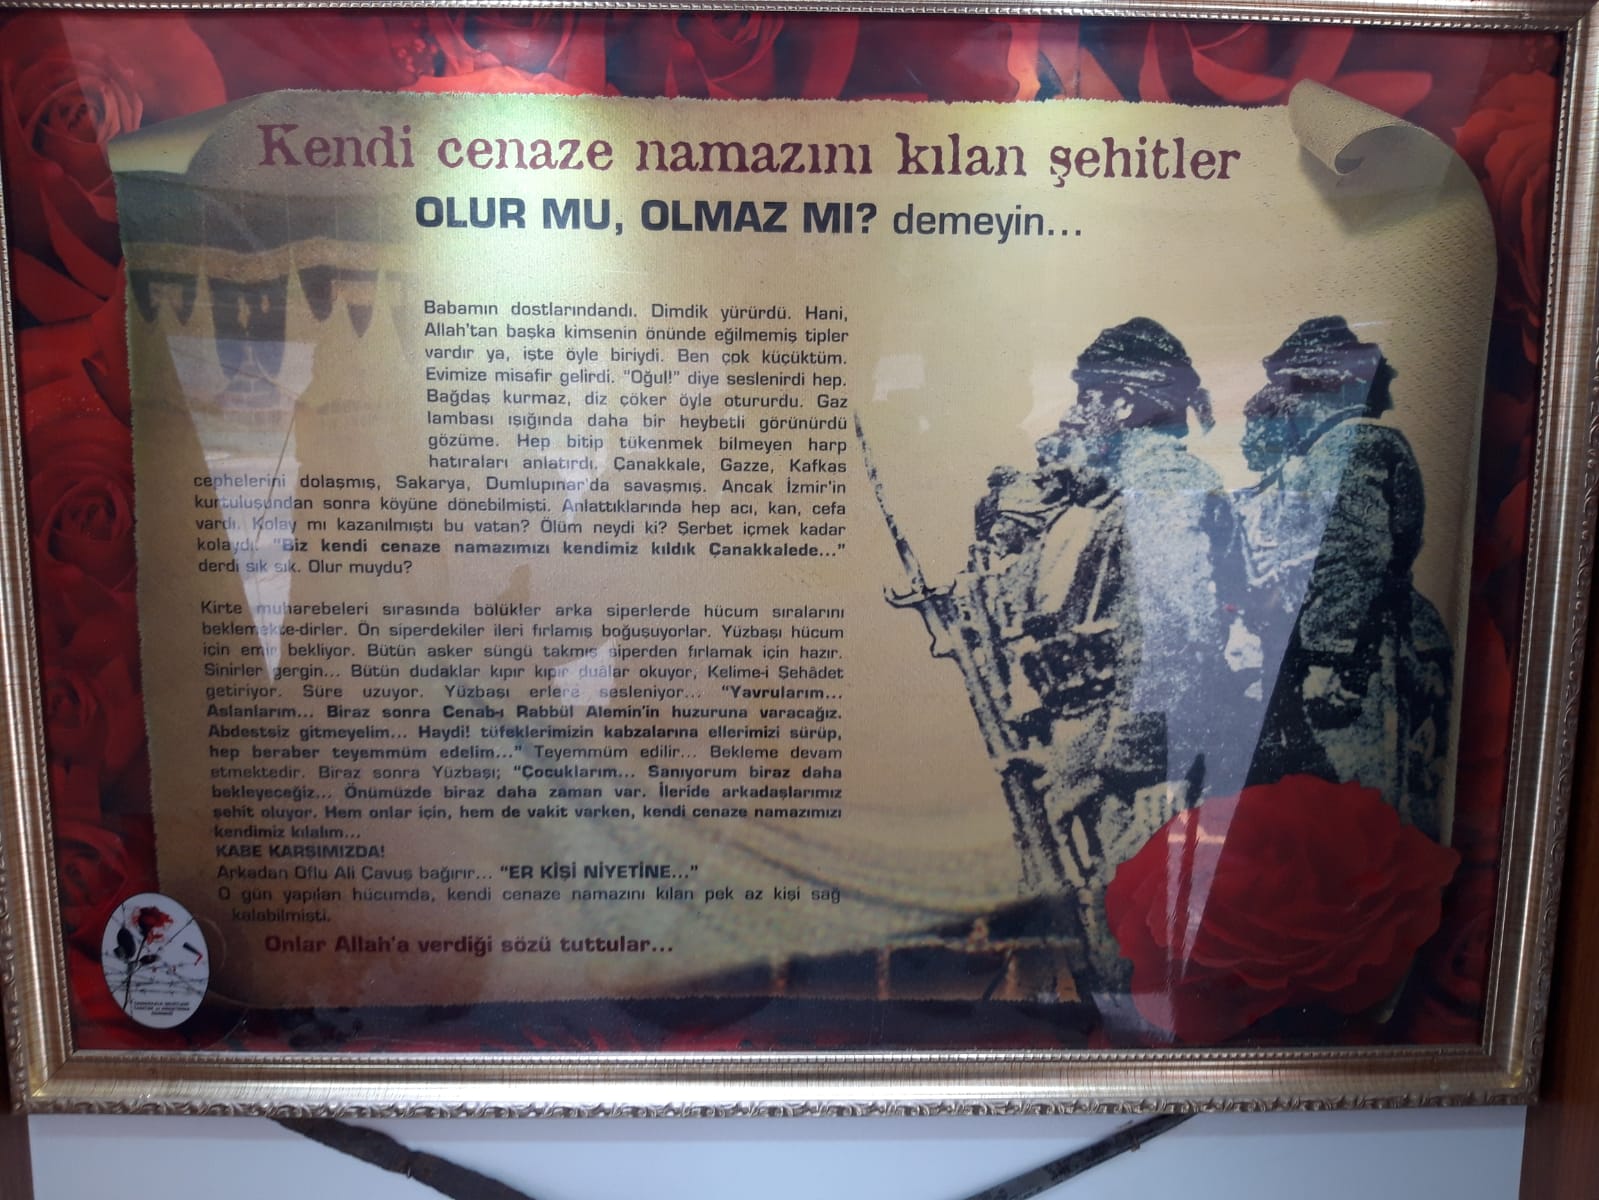 Kendi cenaze namazını kılan şehitler
OLUR MU, OLMAZ MI? demeyin...
Babamın dostlarındandı. Dimdik yürürdü. Hani,
Allah'tan başka kimsenin önünde eğilmemiş tipler
vardır ya, işte öyle biriydi. Ben çok küçüktüm.
Evimize misafir gelirdi. "Oğul!" diye seslenirdi hep.
Bağdaş kurmaz, diz çöker öyle otururdu. Gaz
lambası ışığında daha bir heybetli görünürdü
gözüme. Hep bitip tükenmek bilmeyen harp
hatıraları anlatırdı. Çanakkale, Gazze, Kafkas
cephelerini dolaşmış, Sakarya, Dumlupınar'da savaşmış. Ancak İzmir'in
kurtuluşundan sonra köyüne dönebilmişti. Anlattıklarında hep acı, kan, cefa
vardı. Kolay mı kazanılmıştı bu vatan? Ölüm neydi ki? Şerbet içmek kadar
kolaydı. "Biz kendi cenaze namazımızı kendimiz kıldık Çanakkalede..."
derdi sık sık. Olur muydu?
Kirte muharebeleri sırasında bölükler arka siperlerde hücum sıralarını
beklemekte-dirler. Ön siperdekiler ileri fırlamış boğuşuyorlar. Yüzbaşı hücum
için emir bekliyor. Bütün asker süngü takmış siperden fırlamak için hazır.
Sinirler gergin... Bütün dudaklar kıpır kıpır duâlar okuyor, Kelime-i Şehâdet
getiriyor. Süre uzuyor. Yüzbaşı erlere sesleniyor... "Yavrularım...
Aslanlarım... Biraz sonra Cenab-ı Rabbül Alemin'in huzuruna varacağız.
Abdestsiz gitmeyelim... Haydi! tüfeklerimizin kabzalarına ellerimizi sürüp,
hep beraber teyemmüm edelim..." Teyemmüm edilir... Bekleme devam
etmektedir. Biraz sonra Yüzbaşı; "Çocuklarım... Sanıyorum biraz daha
bekleyeceğiz... Önümüzde biraz daha zaman var. İleride arkadaşlarımız
şehit oluyor. Hem onlar için, hem de vakit varken, kendi cenaze namazımızı
kendimiz kılalım...
KABE KARŞIMIZDA!
Arkadan Oflu Ali Çavuş bağırır... "ER KİŞİ NİYETİNE..."
O gün yapılan hücumda, kendi cenaze namazını kılan pek az kişi sağ
kalabilmişti.
Onlar Allah'a verdiği sözü tuttular...